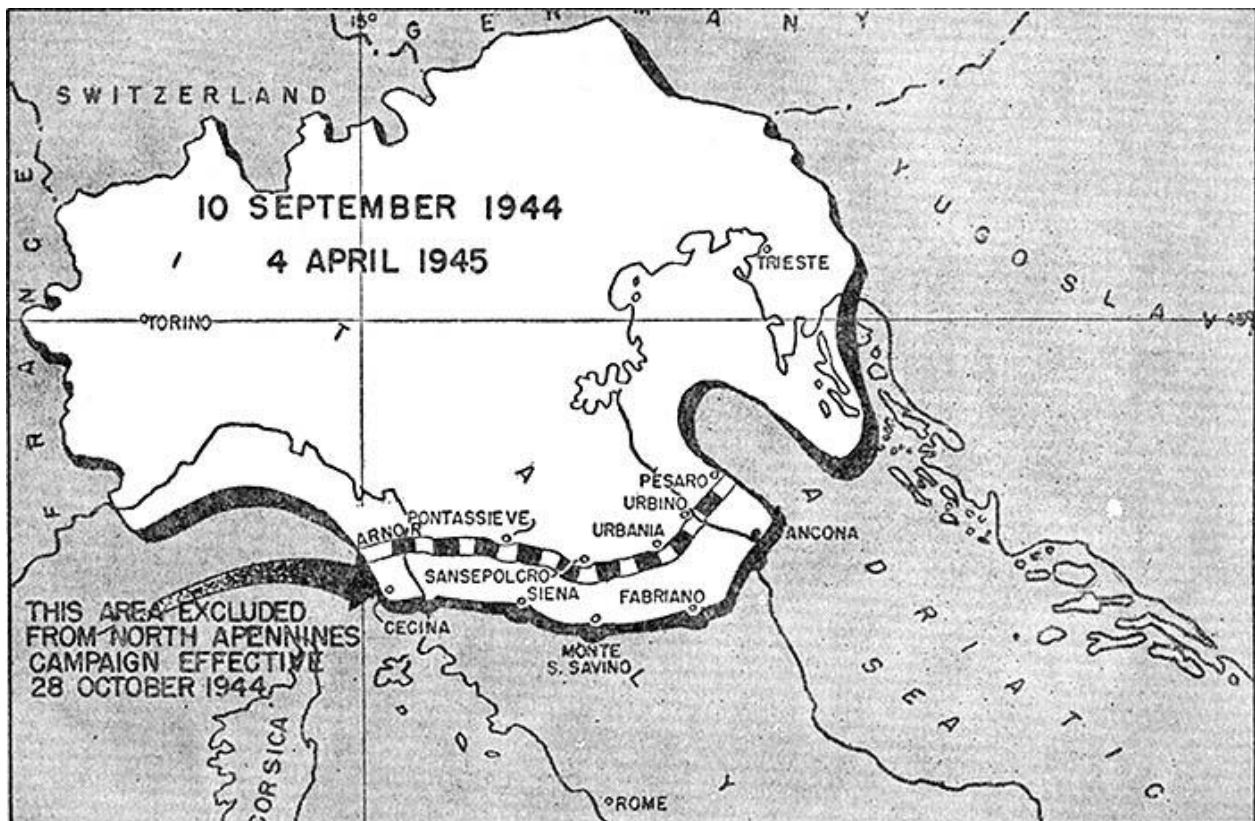 GERMANY
15°
SWITZERLAND
FRANCE
10 SEPTEMBER 1944
4 APRIL 1945
YUGOSLAV
TRIESTE
TORINO
45°
ITALY
PESARO
URBINO
PONTASSIEVE
ARNO R
URBANIA
ANCONA
SANSEPOLCRO
SIENA
FABRIANO
CECINA
MONTE
S. SAVINO
THIS AREA EXCLUDED
FROM NORTH APENNINES
CAMPAIGN EFFECTIVE
28 OCTOBER 1944
CORSICA
ADRIATIC
SEA
ROME